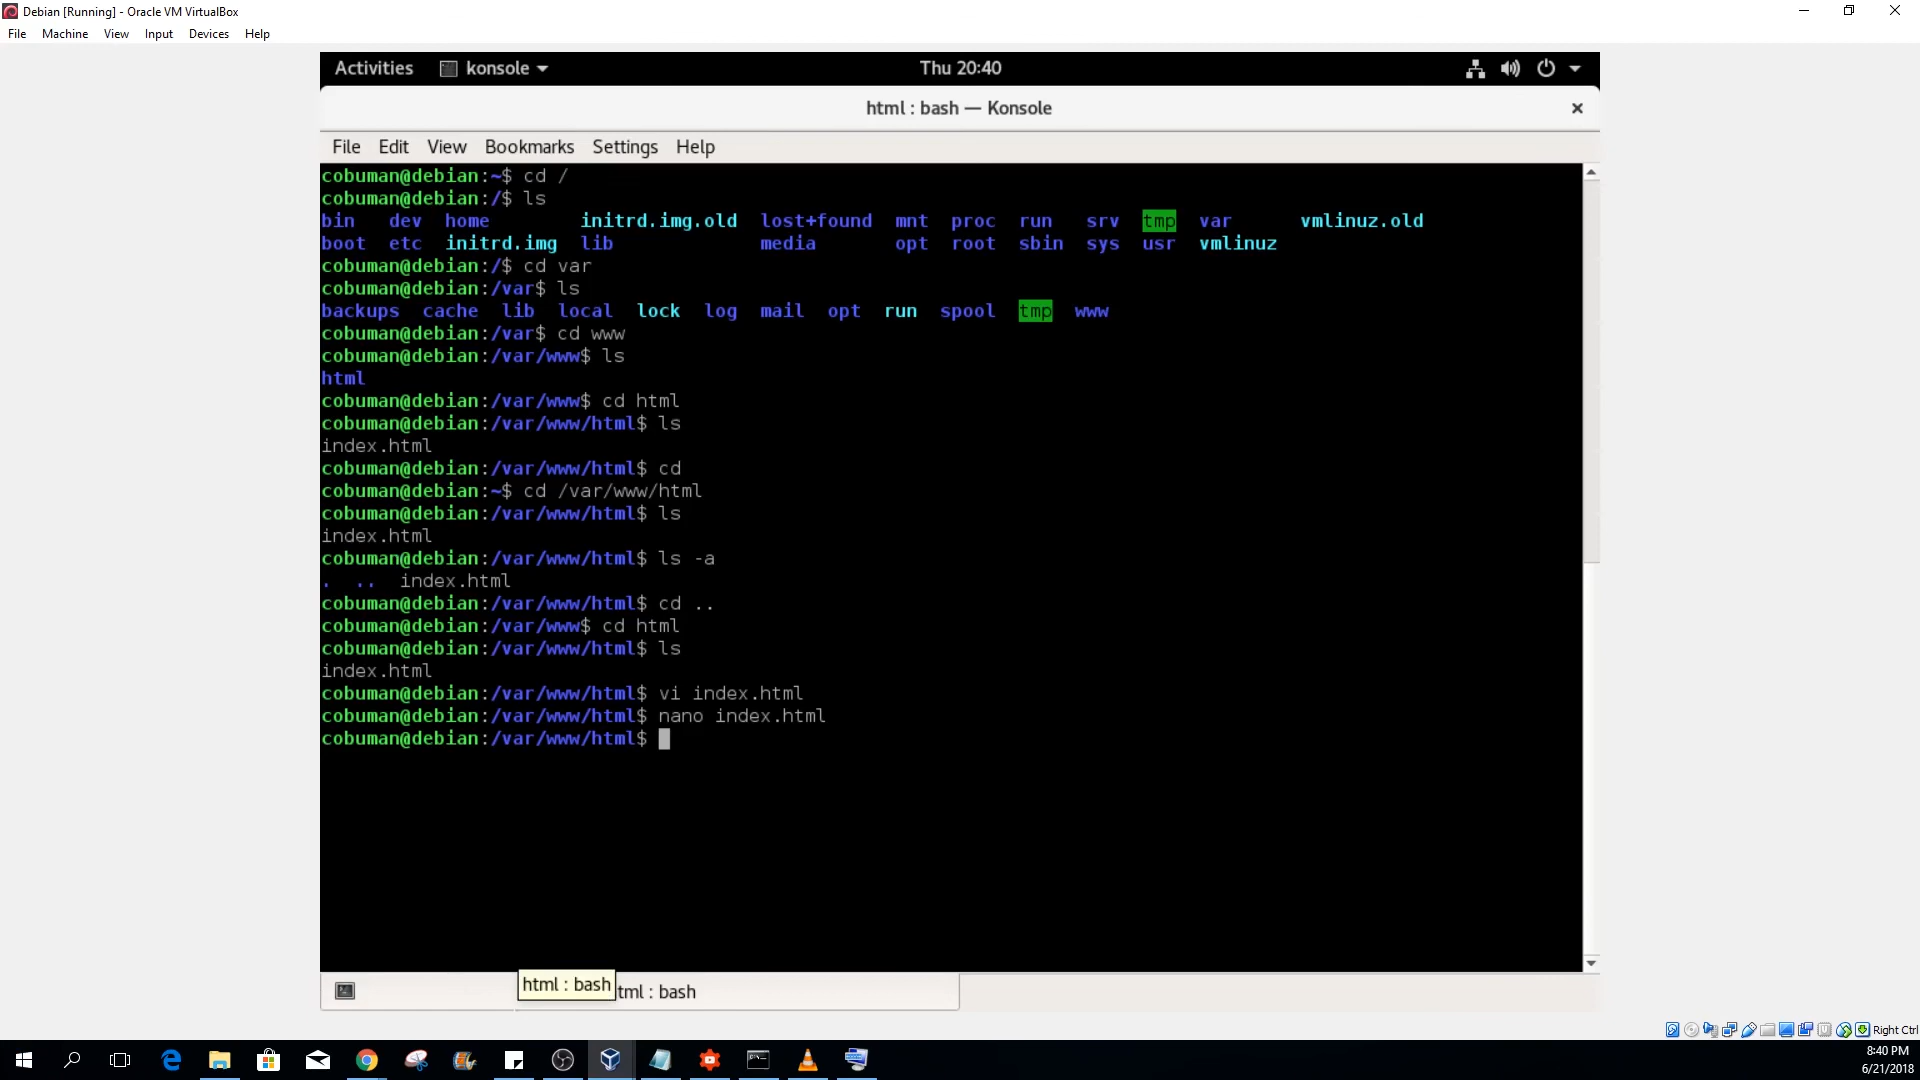 Debian [Running] - Oracle VM VirtualBox
File Machine View Input Devices Help
Activities konsole Thu 20:40
html : bash — Konsole
File Edit View Bookmarks Settings Help
cobuman@debian:~$ cd /
cobuman@debian:/$ ls
bin dev home initrd.img.old lost+found mnt proc run srv tmp var vmlinuz.old
boot etc initrd.img lib media opt root sbin sys usr vmlinuz
cobuman@debian:/$ cd var
cobuman@debian:/var$ ls
backups cache lib local lock log mail opt run spool tmp www
cobuman@debian:/var$ cd www
cobuman@debian:/var/www$ ls
html
cobuman@debian:/var/www$ cd html
cobuman@debian:/var/www/html$ ls
index.html
cobuman@debian:/var/www/html$ cd
cobuman@debian:~$ cd /var/www/html
cobuman@debian:/var/www/html$ ls
index.html
cobuman@debian:/var/www/html$ ls -a
. .. index.html
cobuman@debian:/var/www/html$ cd ..
cobuman@debian:/var/www$ cd html
cobuman@debian:/var/www/html$ ls
index.html
cobuman@debian:/var/www/html$ vi index.html
cobuman@debian:/var/www/html$ nano index.html
cobuman@debian:/var/www/html$
html : bash
tml : bash
Right Ctrl
8:40 PM
6/21/2018